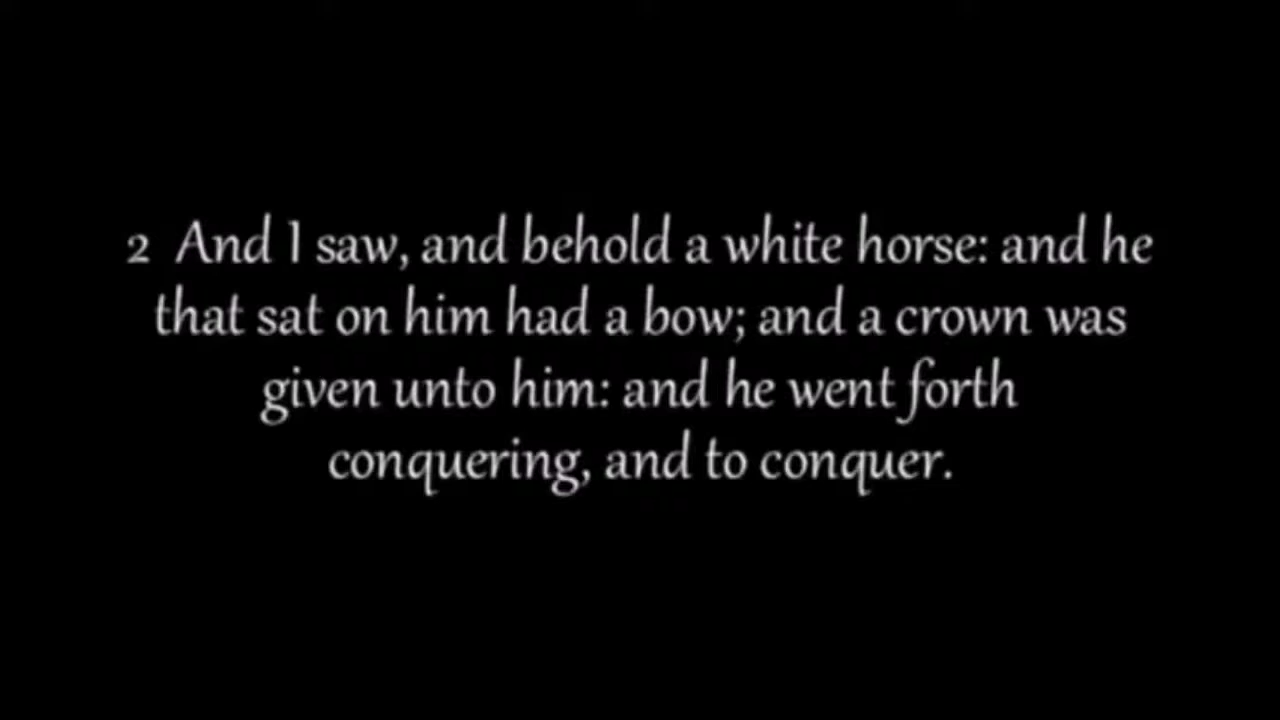 2 And I saw, and behold a white horse: and he
that sat on him had a bow; and a crown was
given unto him: and he went forth
conquering, and to conquer.